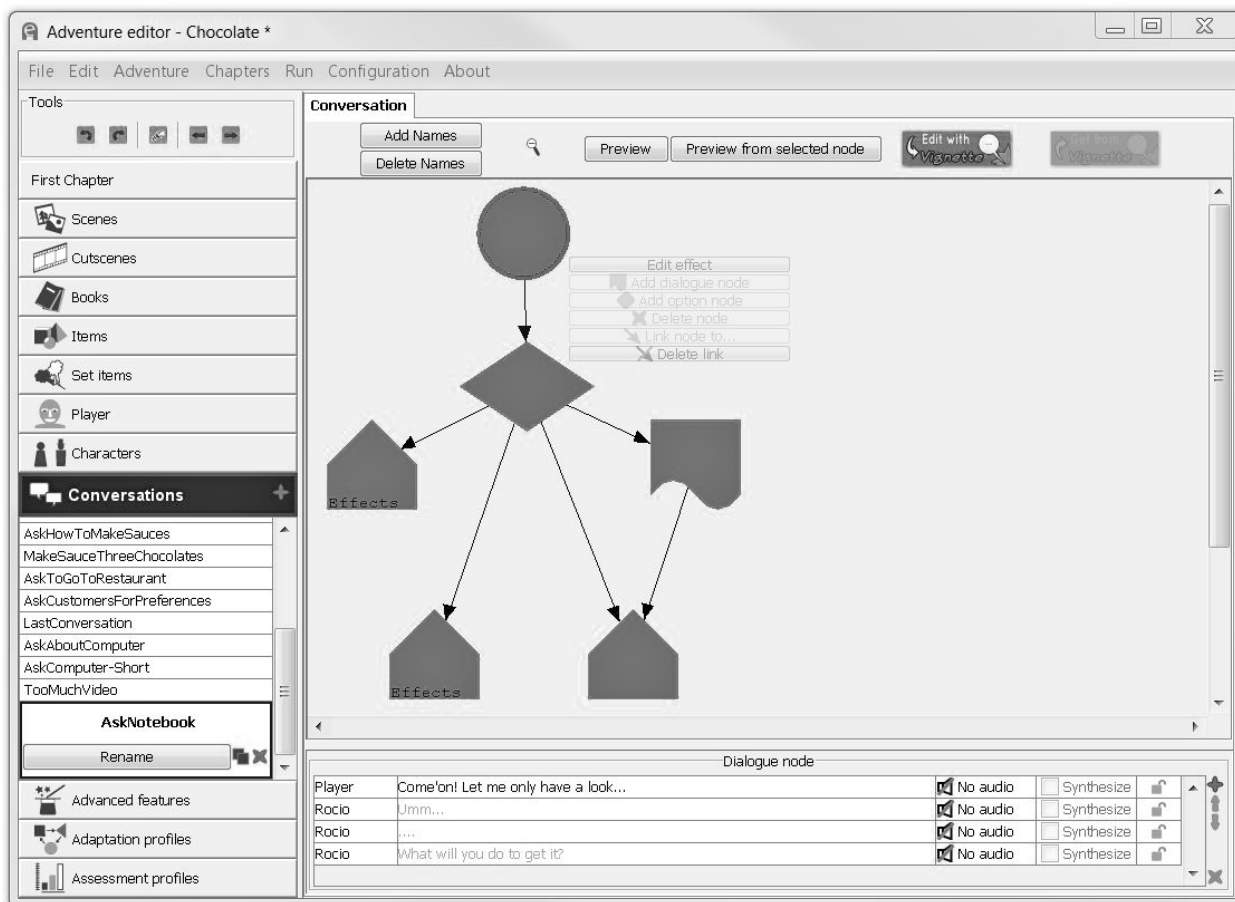 Adventure editor - Chocolate *
File Edit Adventure Chapters Run Configuration About
Tools
First Chapter
Scenes
Cutscenes
Books
Items
Set items
Player
Characters
Conversations
AskHowToMakeSauces
MakeSauceThreeChocolates
AskToGoToRestaurant
AskCustomersForPreferences
LastConversation
AskAboutComputer
AskComputer-Short
TooMuchVideo
AskNotebook
Rename
Advanced features
Adaptation profiles
Assessment profiles
Conversation
Add Names
Delete Names
Preview
Preview from selected node
Edit with
Vignette
Get from
Vignette
Edit effect
Add dialogue node
Add option node
Delete node
Link node to...
Delete link
Effects
Effects
Dialogue node
Player Come'on! Let me only have a look... No audio Synthesize
Rocio Umm... No audio Synthesize
Rocio .... No audio Synthesize
Rocio What will you do to get it? No audio Synthesize